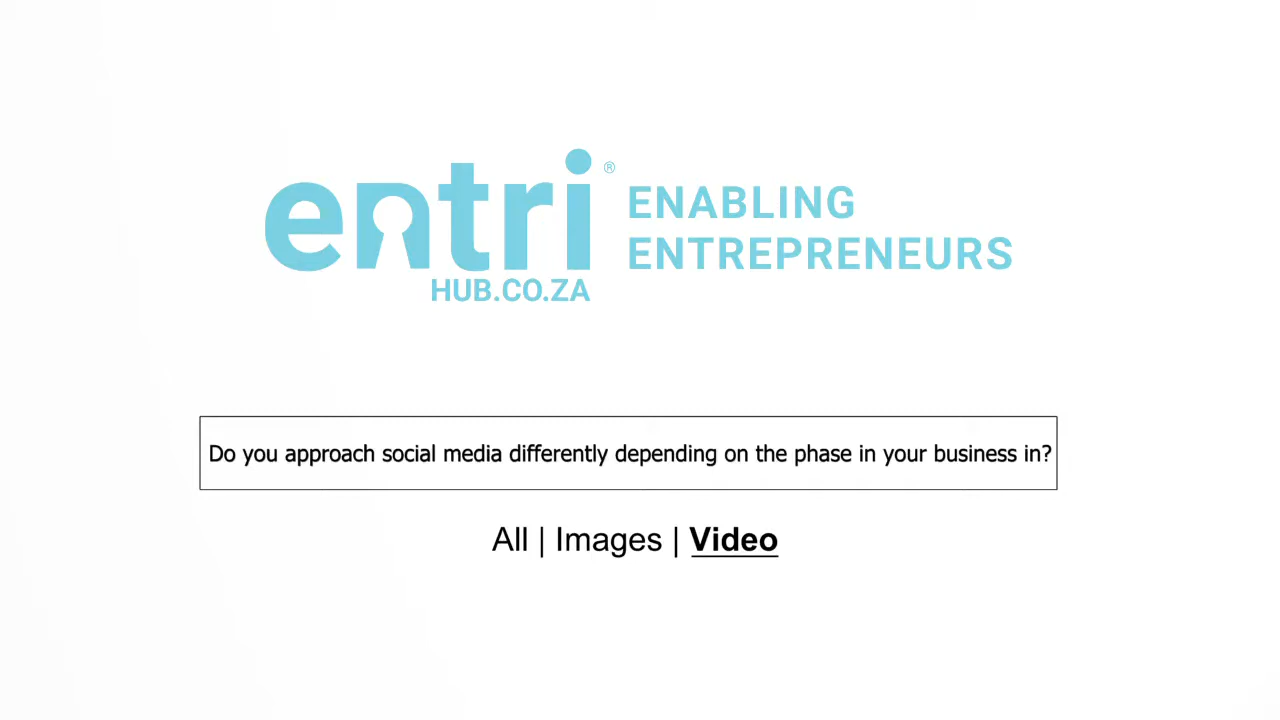 entri®
HUB.CO.ZA
ENABLING
ENTREPRENEURS
Do you approach social media differently depending on the phase in your business in?
All | Images | Video